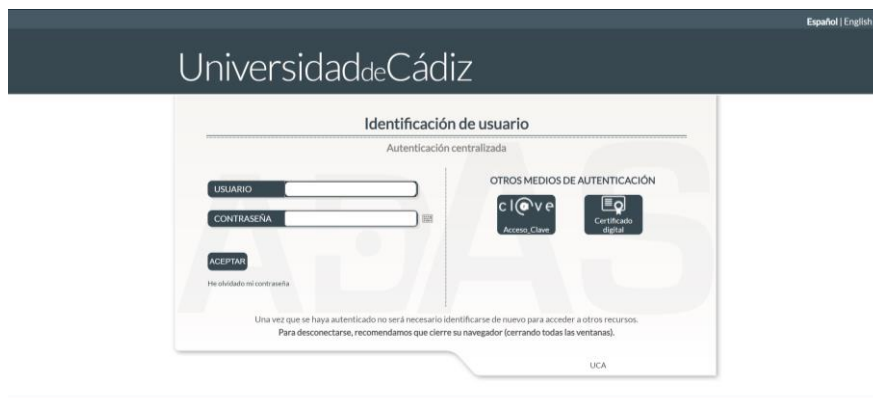 Español | English
UniversidaddeCádiz
Identificación de usuario
Autenticación centralizada
USUARIO
CONTRASEÑA
ACEPTAR
He olvidado mi contraseña
OTROS MEDIOS DE AUTENTICACIÓN
cl@ve
Acceso_Clave
Certificado
digital
ADAS
Una vez que se haya autenticado no será necesario identificarse de nuevo para acceder a otros recursos.
Para desconectarse, recomendamos que cierre su navegador (cerrando todas las ventanas).
UCA